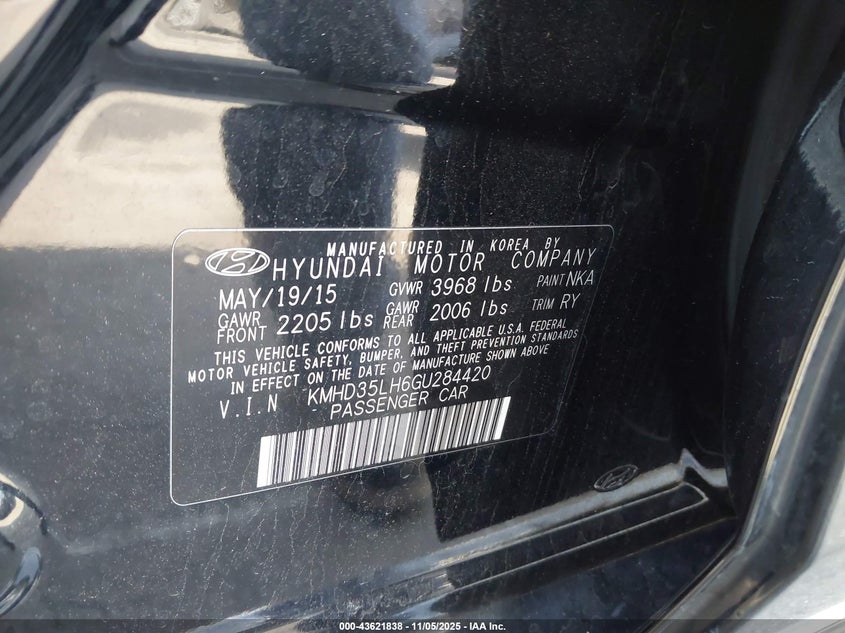 MANUFACTURED IN KOREA BY
HYUNDAI MOTOR COMPANY
MAY/19/15 GVWR 3968 lbs PAINT NKA
GAWR FRONT 2205 lbs GAWR REAR 2006 lbs TRIM RY
THIS VEHICLE CONFORMS TO ALL APPLICABLE U.S.A. FEDERAL
MOTOR VEHICLE SAFETY, BUMPER, AND THEFT PREVENTION STANDARDS
IN EFFECT ON THE DATE OF MANUFACTURE SHOWN ABOVE
V.I.N KMHD35LH6GU284420
PASSENGER CAR
000-43621838 - 11/05/2025 - IAA Inc.